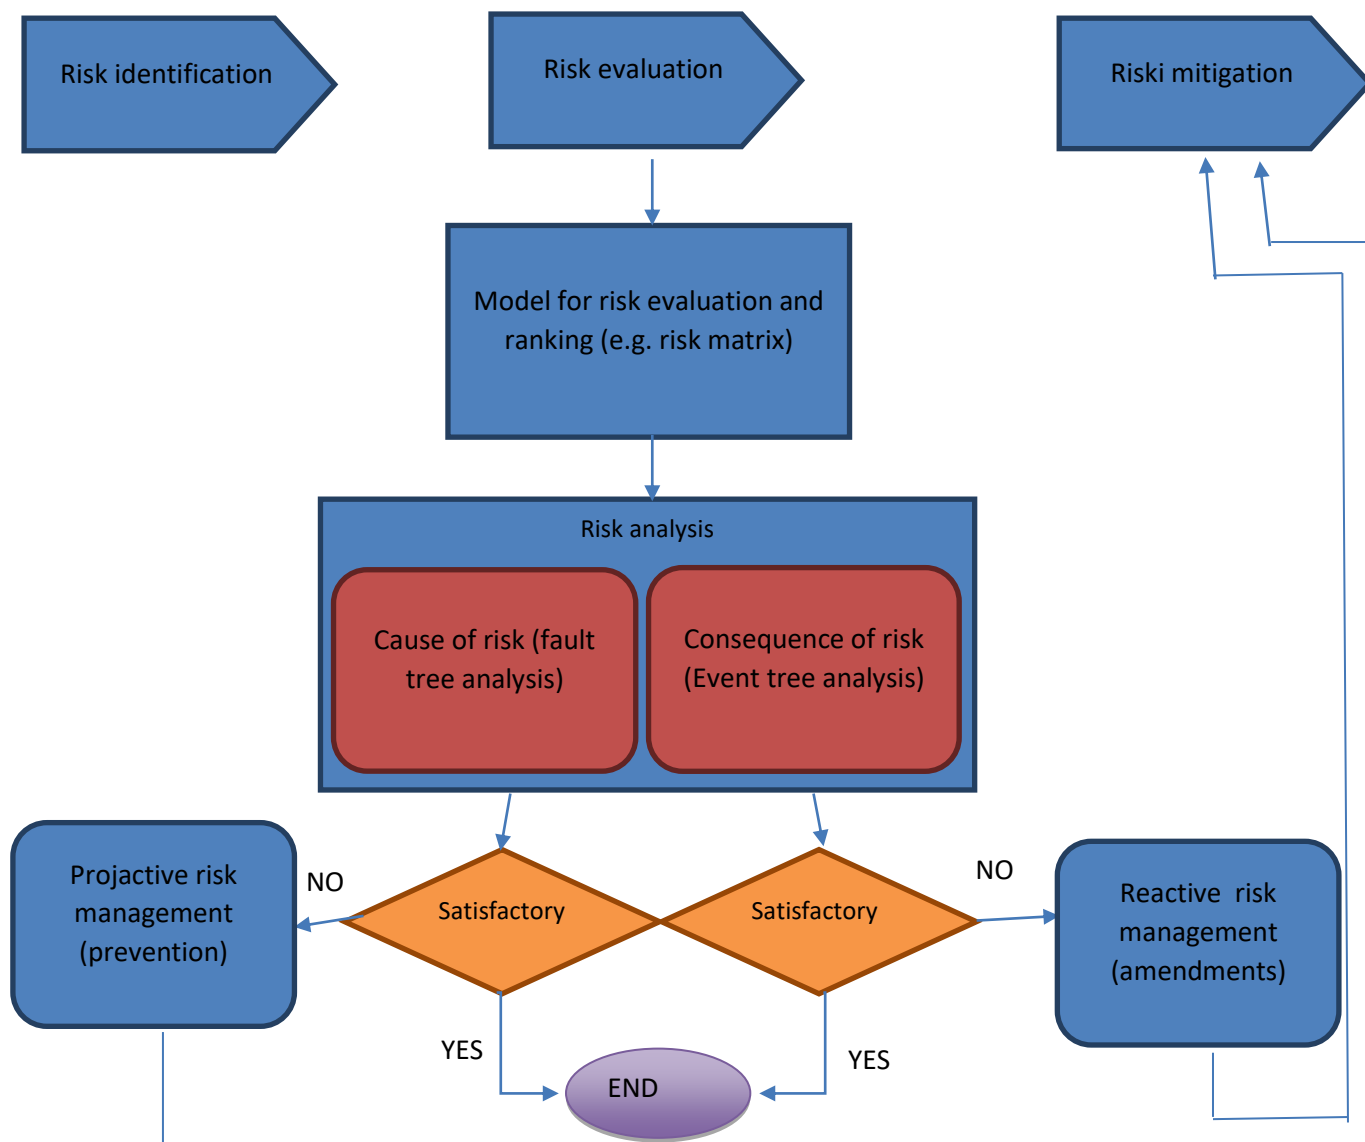 Risk identification
Risk evaluation
Riski mitigation
Model for risk evaluation and
ranking (e.g. risk matrix)
Risk analysis
Cause of risk (fault
tree analysis)
Consequence of risk
(Event tree analysis)
Projactive risk
management
(prevention)
NO
Satisfactory
Satisfactory
NO
Reactive risk
management
(amendments)
YES
END
YES